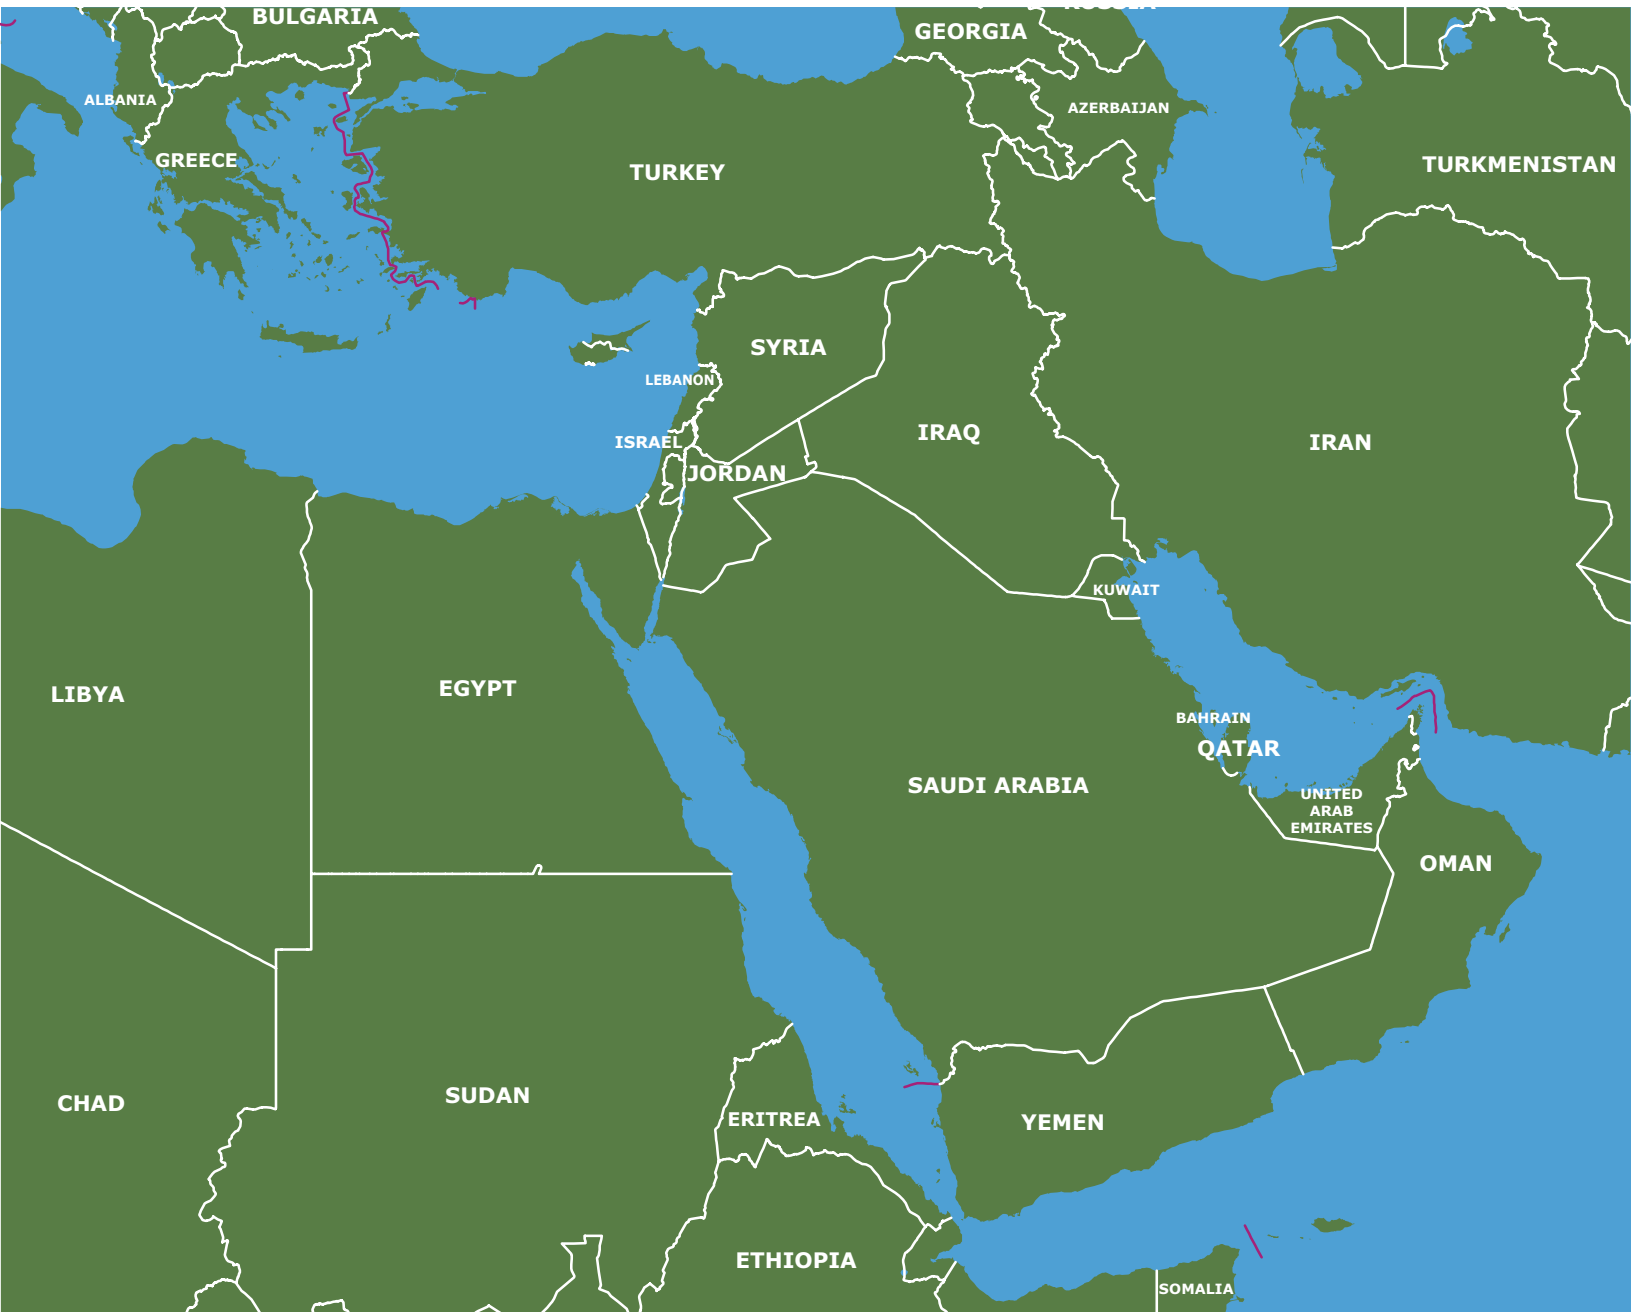 BULGARIA
GEORGIA
ALBANIA
AZERBAIJAN
GREECE
TURKEY
TURKMENISTAN
SYRIA
LEBANON
IRAQ
ISRAEL
IRAN
JORDAN
KUWAIT
LIBYA
EGYPT
BAHRAIN
QATAR
SAUDI ARABIA
UNITED
ARAB
EMIRATES
OMAN
CHAD
SUDAN
ERITREA
YEMEN
ETHIOPIA
SOMALIA